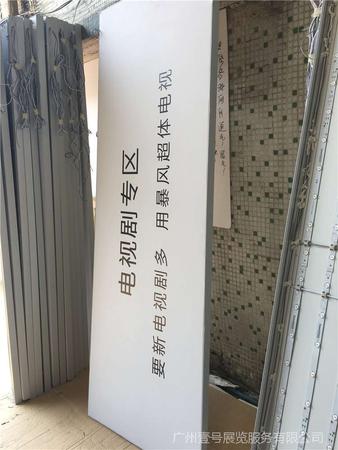 电视剧专区
要新电视剧多 用暴风超体电视
广州壹号展览服务有限公司